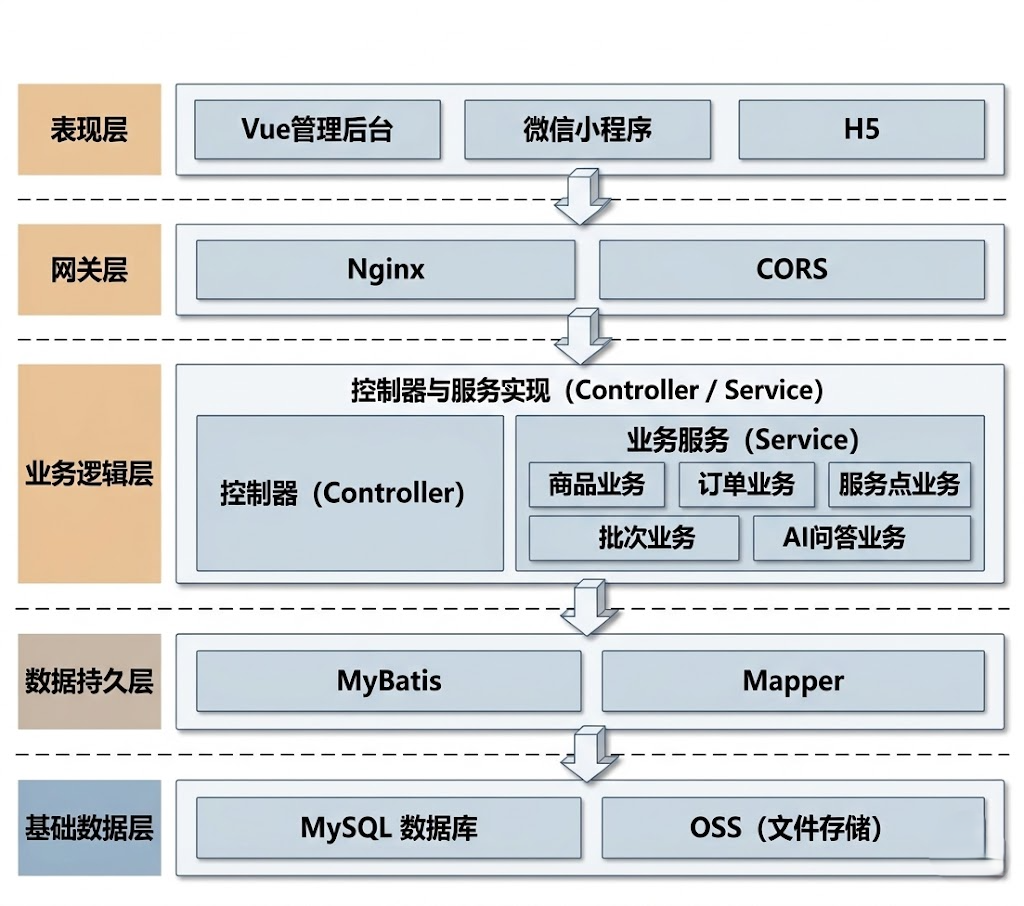 表现层
Vue管理后台
微信小程序
H5
网关层
Nginx
CORS
业务逻辑层
控制器与服务实现（Controller / Service）
控制器（Controller）
业务服务（Service）
商品业务
订单业务
服务点业务
批次业务
AI问答业务
数据持久层
MyBatis
Mapper
基础数据层
MySQL 数据库
OSS（文件存储）